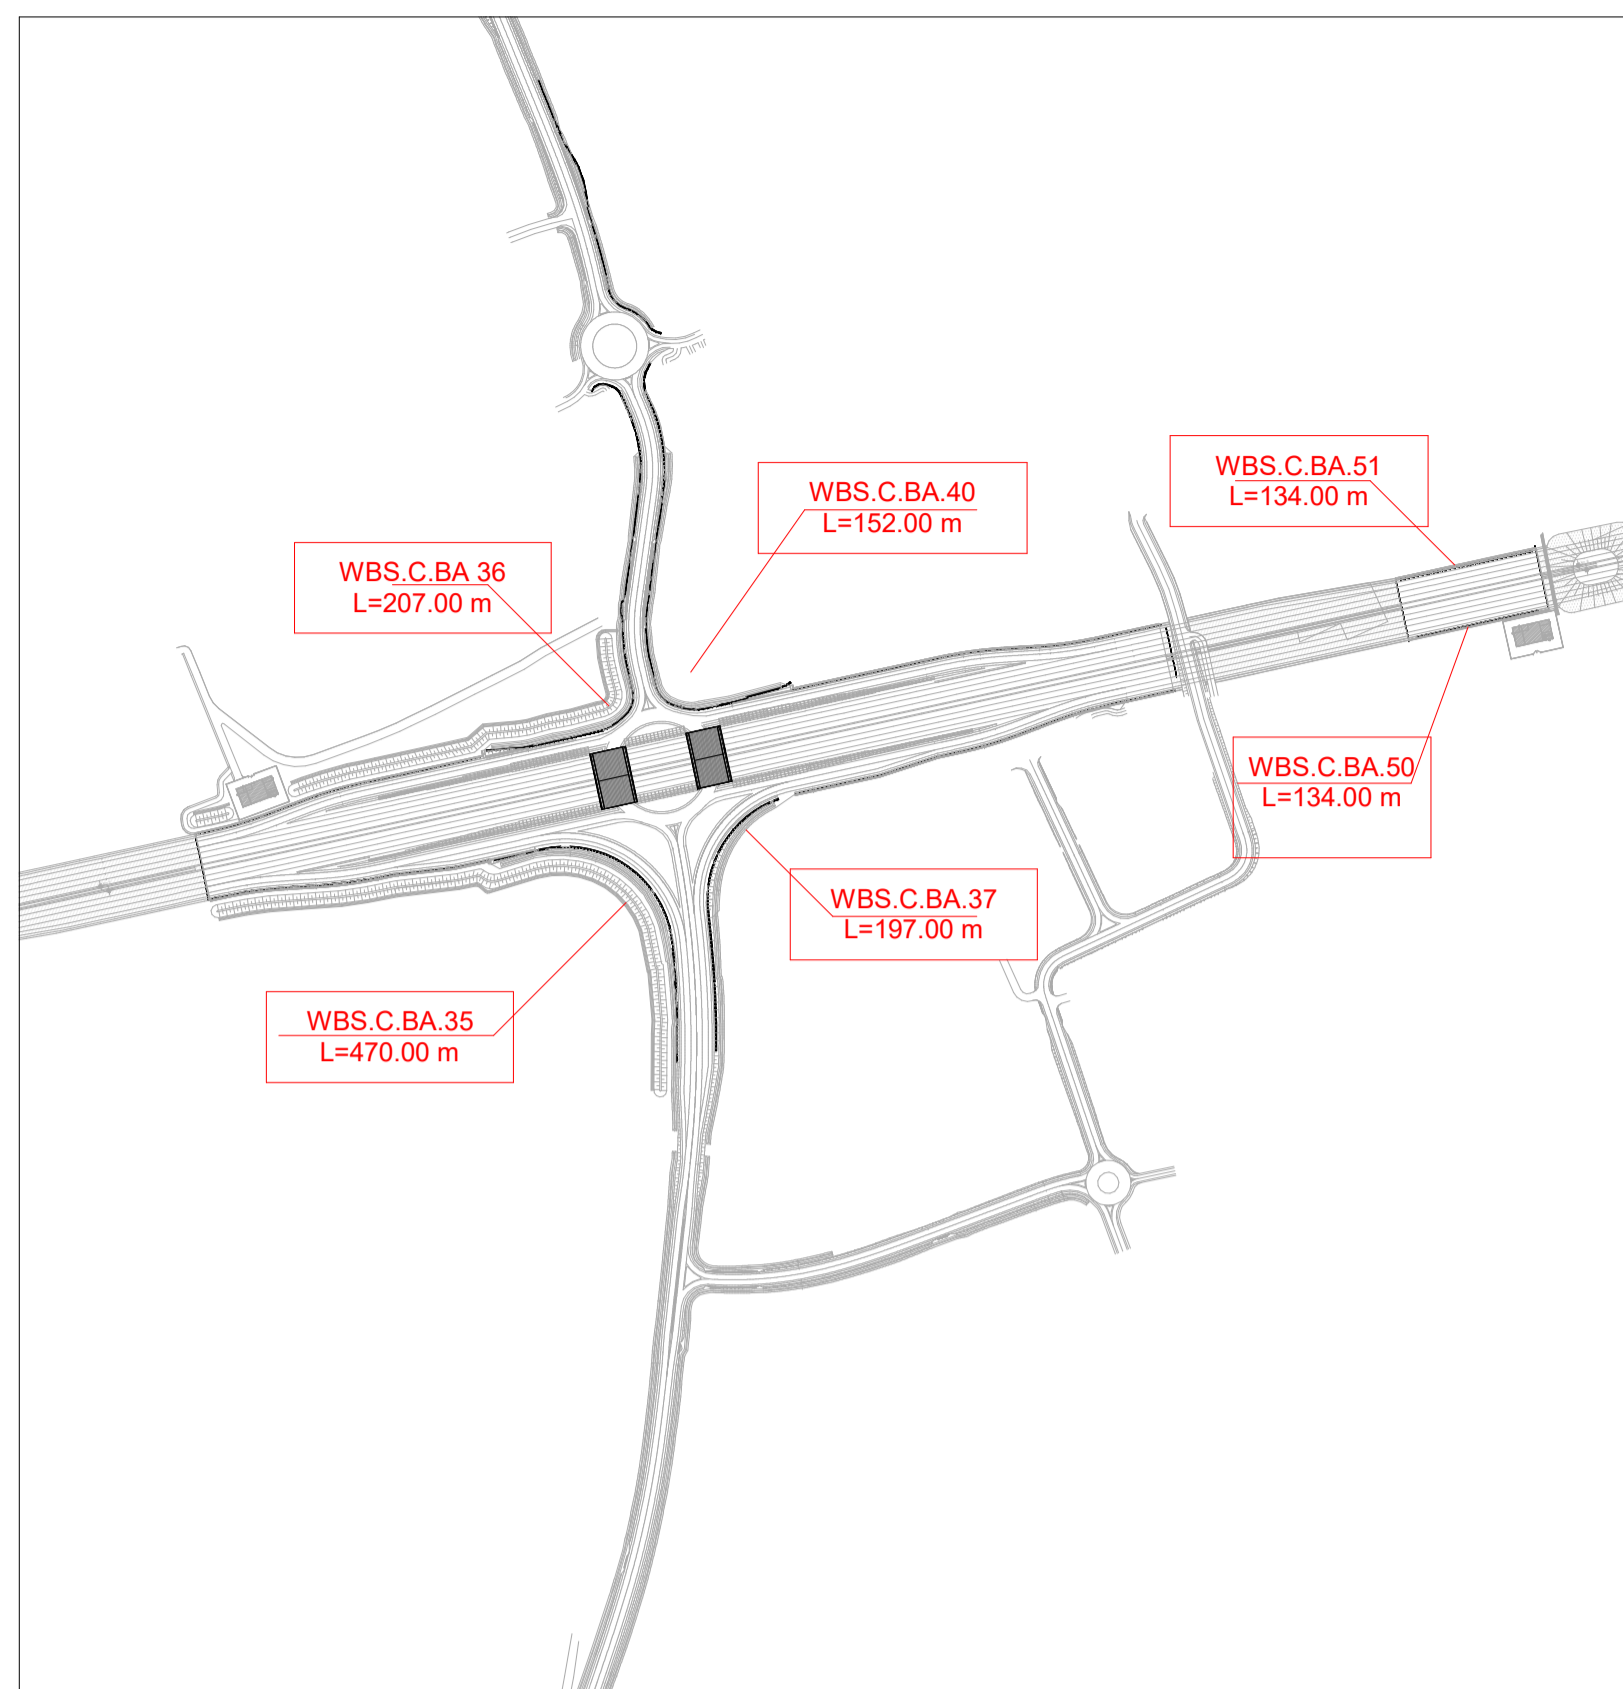 WBS.C.BA.51
L=134.00 m
WBS.C.BA.40
L=152.00 m
WBS.C.BA 36
L=207.00 m
WBS.C.BA.50
L=134.00 m
WBS.C.BA.37
L=197.00 m
WBS.C.BA.35
L=470.00 m